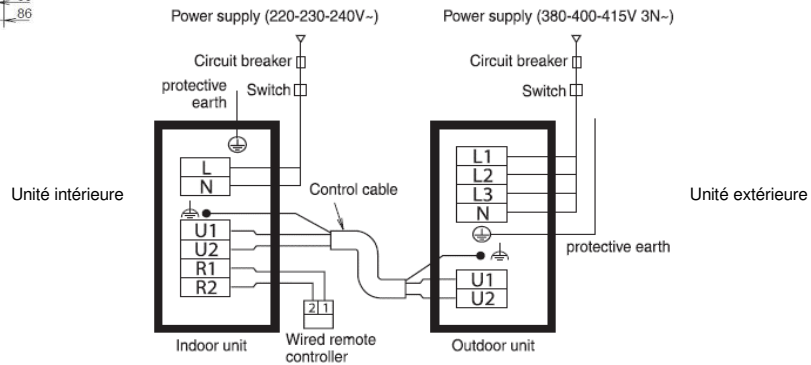 86
Power supply (220-230-240V~)
Power supply (380-400-415V 3N~)
Circuit breaker
Circuit breaker
protective
earth
Switch
Switch
Unité intérieure
L
N
Control cable
L1
L2
L3
N
Unité extérieure
U1
U2
R1
R2
protective earth
U1
U2
2 1
Wired remote
controller
Indoor unit
Outdoor unit